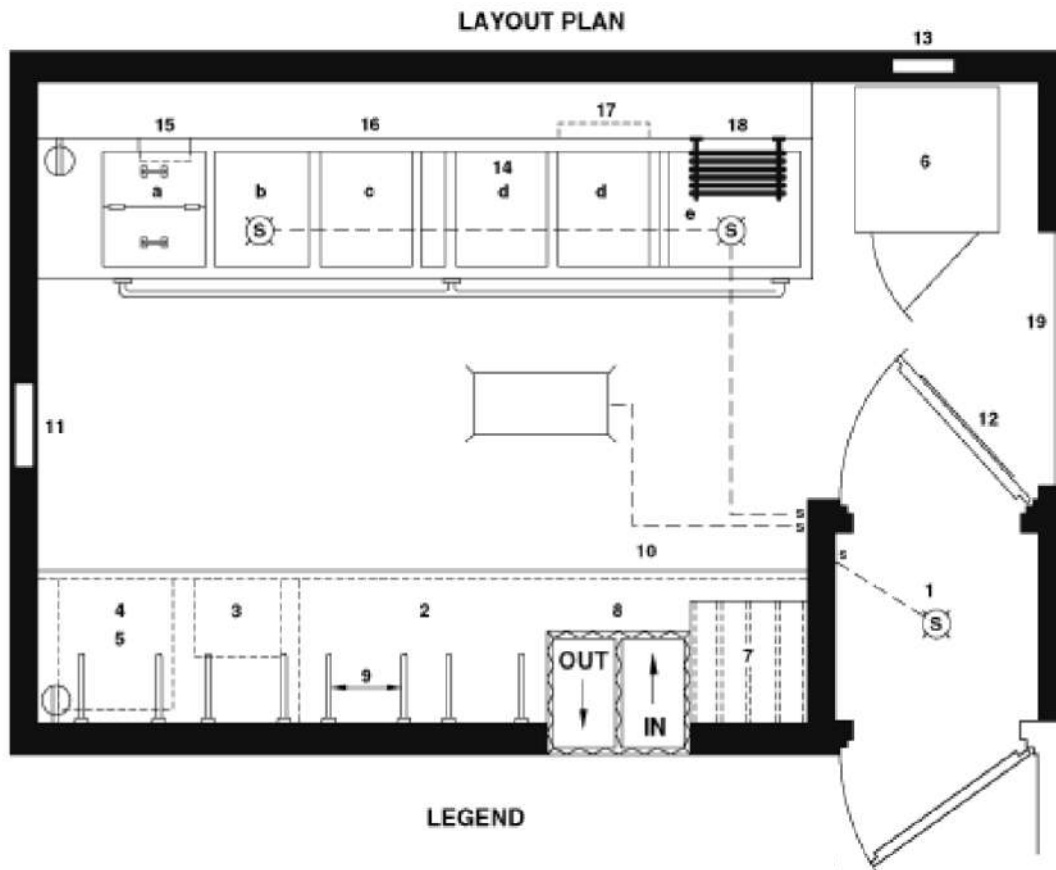 LAYOUT PLAN
13
15 16 17 18
14
a b c d d
6
S S
e
19
11
12
S
S
10
S
1
S
4 3 2 8
5
7
9
OUT
IN
LEGEND